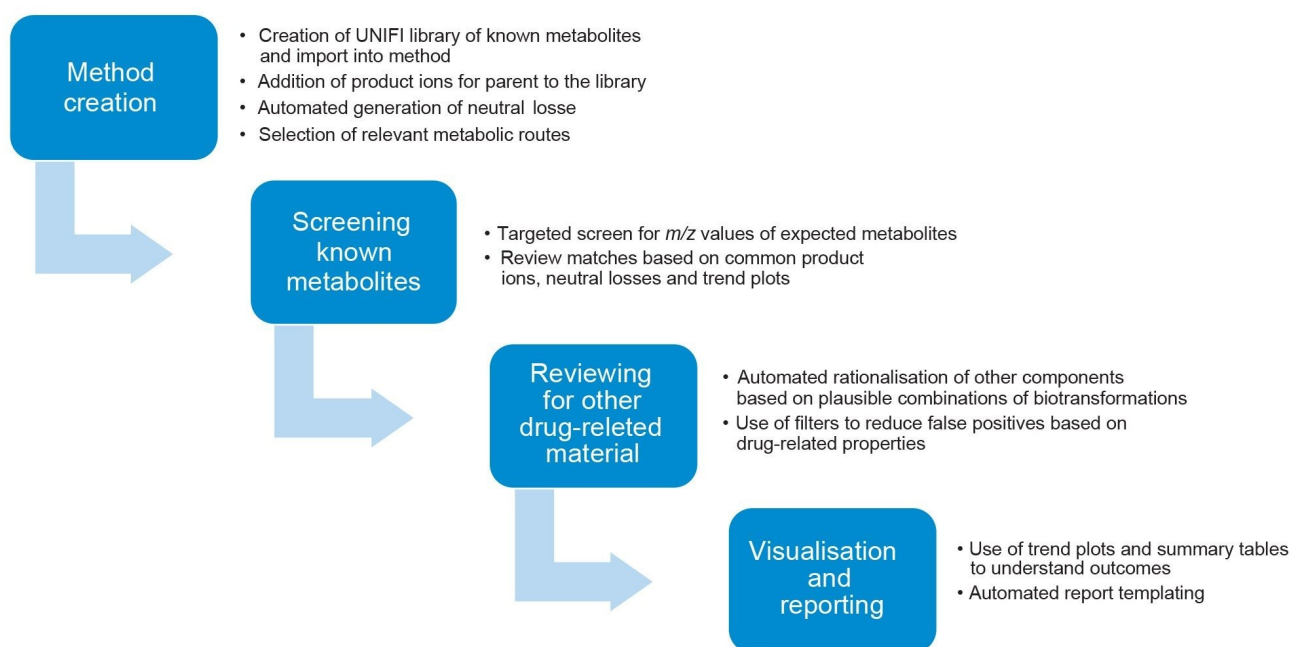 Method
creation
• Creation of UNIFI library of known metabolites
and import into method
• Addition of product ions for parent to the library
• Automated generation of neutral losse
• Selection of relevant metabolic routes
Screening
known
metabolites
• Targeted screen for m/z values of expected metabolites
• Review matches based on common product
ions, neutral losses and trend plots
Reviewing
for other
drug-releted
material
• Automated rationalisation of other components
based on plausible combinations of biotransformations
• Use of filters to reduce false positives based on
drug-related properties
Visualisation
and
reporting
• Use of trend plots and summary tables
to understand outcomes
• Automated report templating